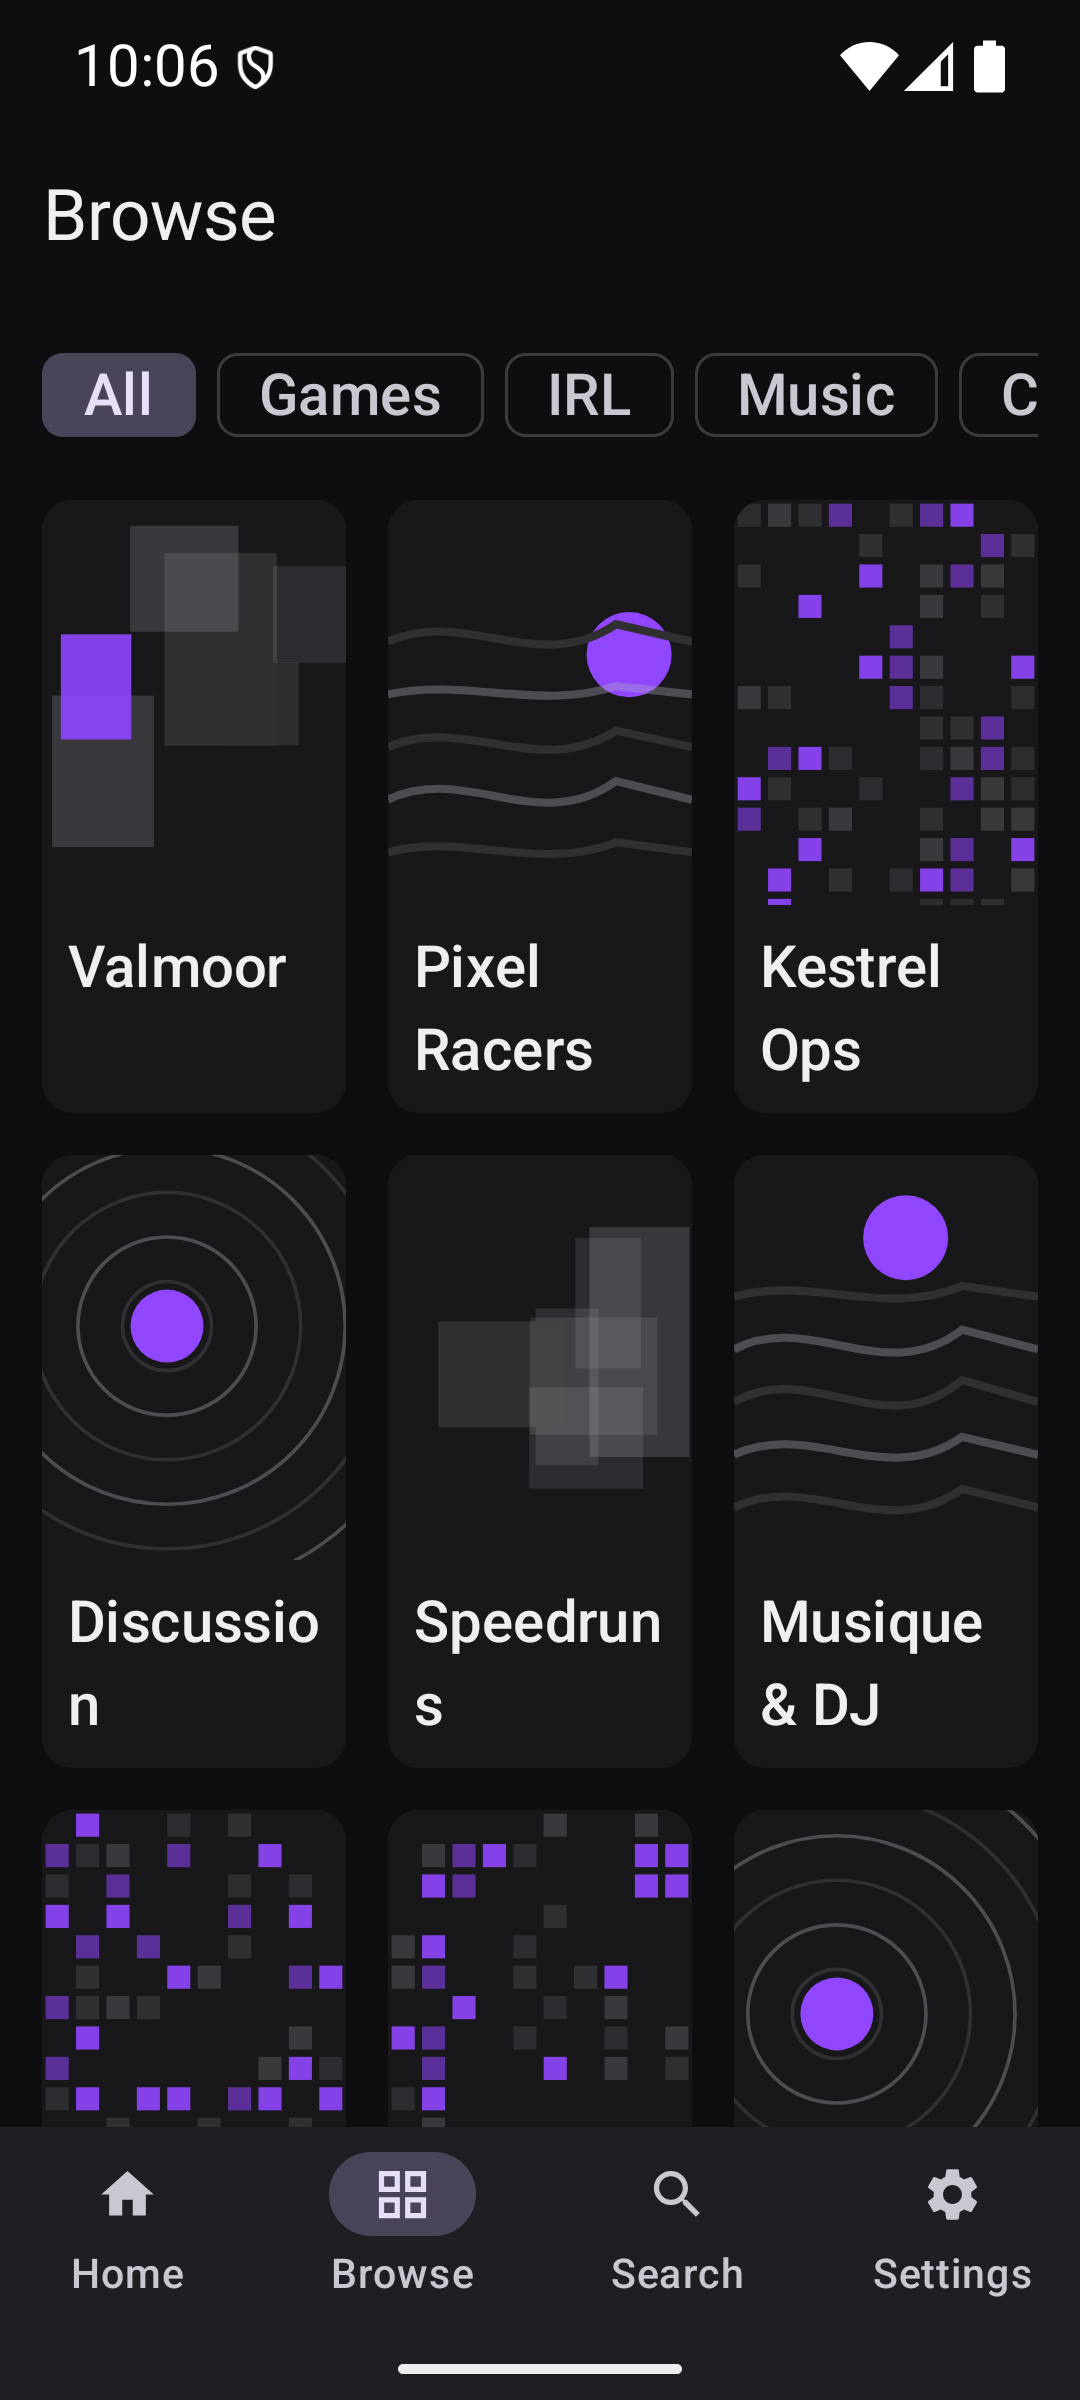 10:06
Browse
All Games IRL Music C
Valmoor
Pixel
Racers
Kestrel
Ops
Discussio
n
Speedrun
s
Musique
& DJ
Home Browse Search Settings